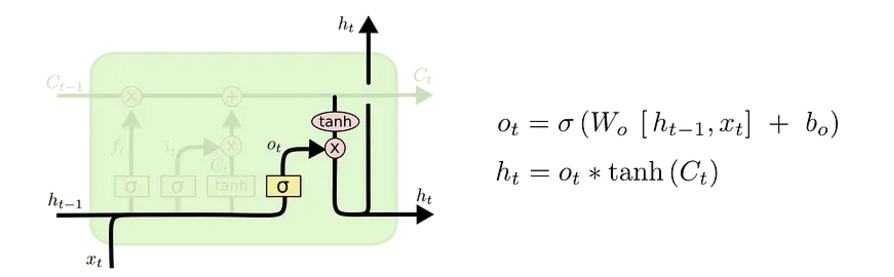 h_t
C_{t-1}
C_t
× +
tanh
f_t i_t o_t × ×
C̃_t
σ σ tanh σ
h_{t-1} h_t
x_t
o_t = σ (W_o [h_{t-1}, x_t] + b_o)
h_t = o_t * tanh (C_t)